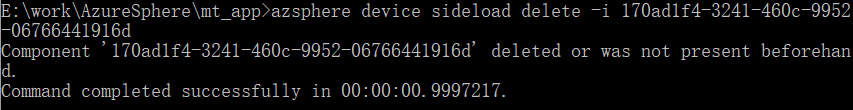 E:\work\AzureSphere\mt_app>azsphere device sideload delete -i 170ad1f4-3241-460c-9952
-06766441916d
Component '170ad1f4-3241-460c-9952-06766441916d' deleted or was not present beforehan
d.
Command completed successfully in 00:00:00.9997217.